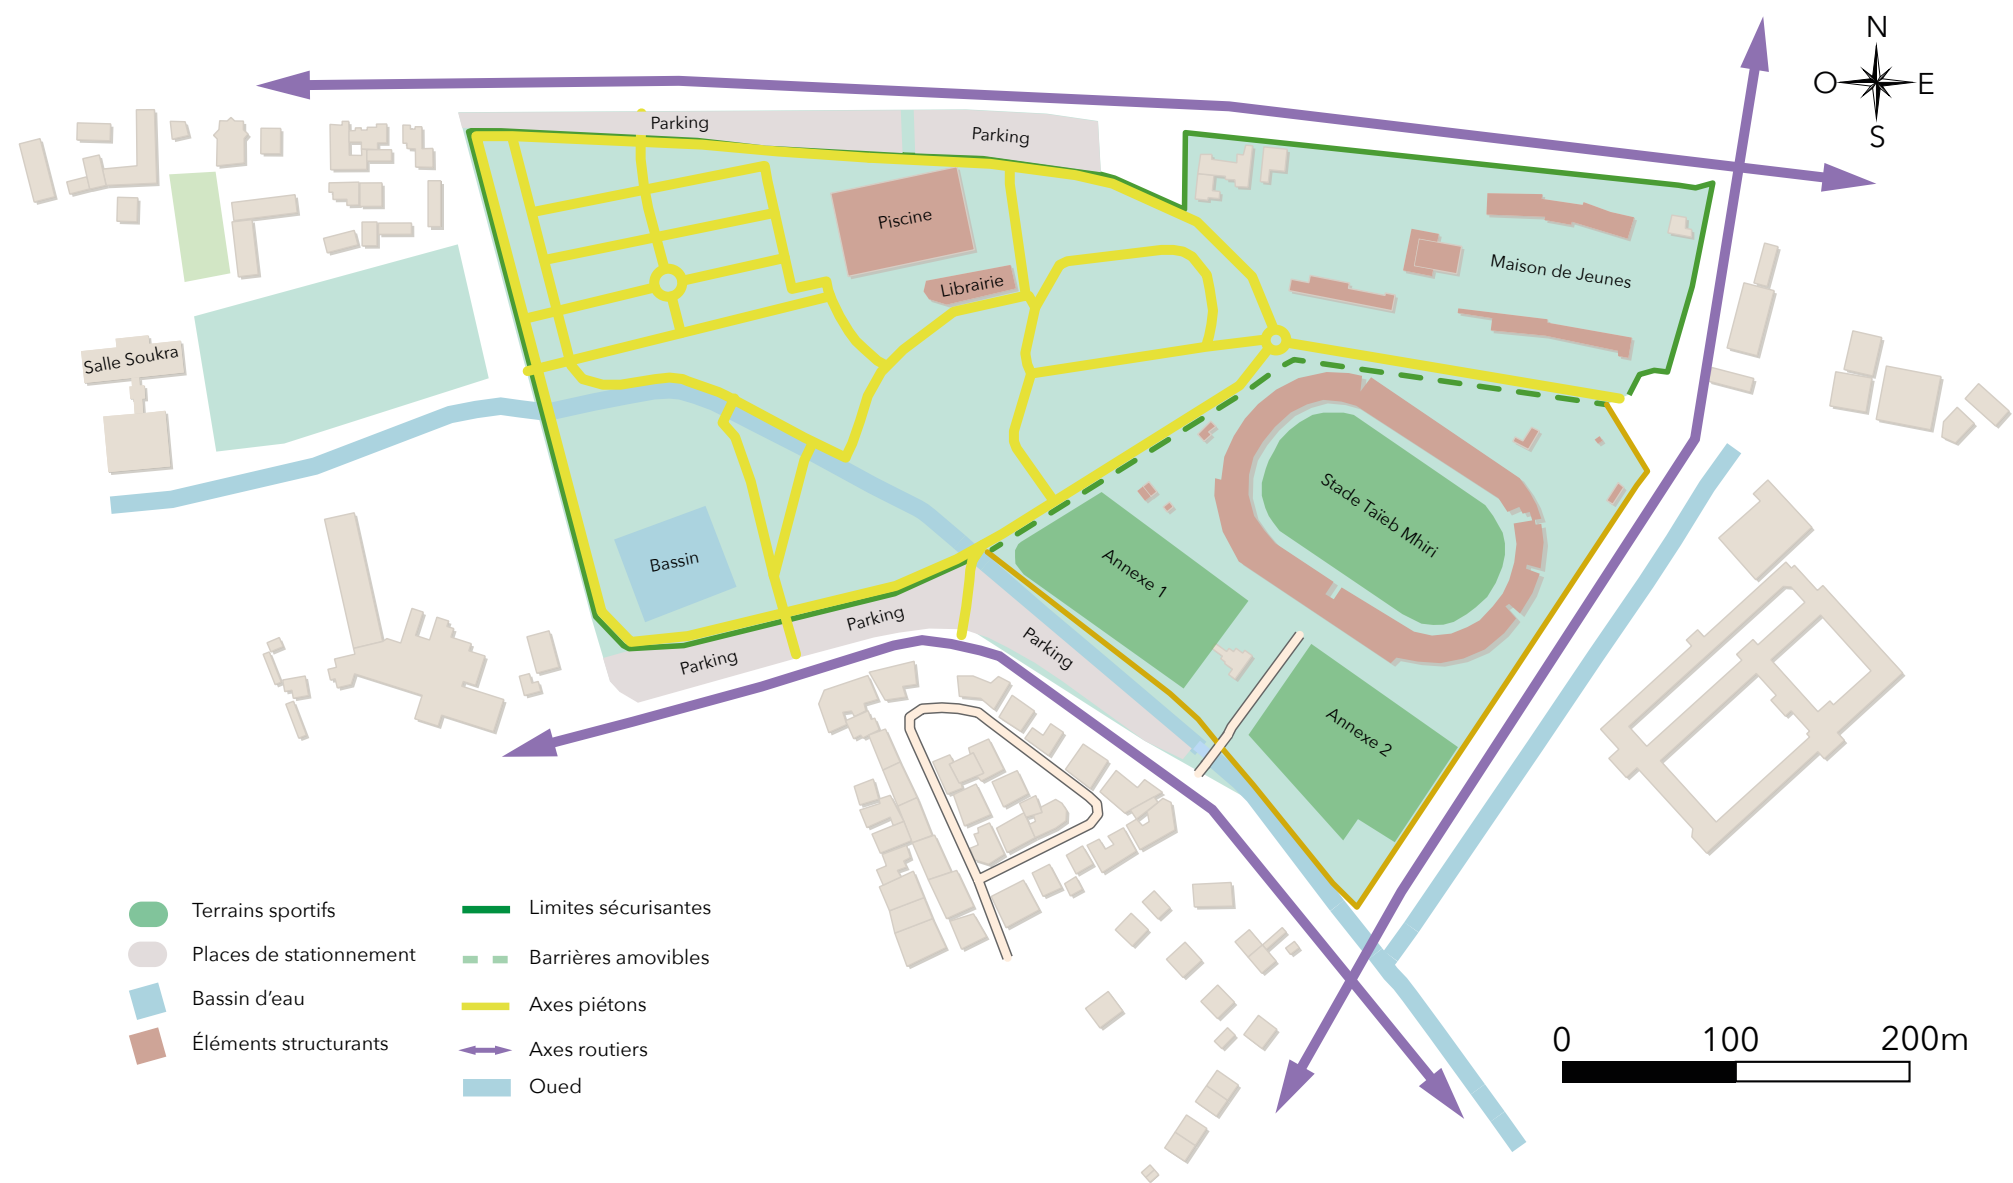 N
O
E
S
Parking
Parking
Piscine
Librairie
Maison de Jeunes
Salle Soukra
Stade Taïeb Mhiri
Bassin
Annexe 1
Parking
Parking
Parking
Annexe 2
Terrains sportifs
Places de stationnement
Bassin d'eau
Éléments structurants
Limites sécurisantes
Barrières amovibles
Axes piétons
Axes routiers
Oued
0 100 200m